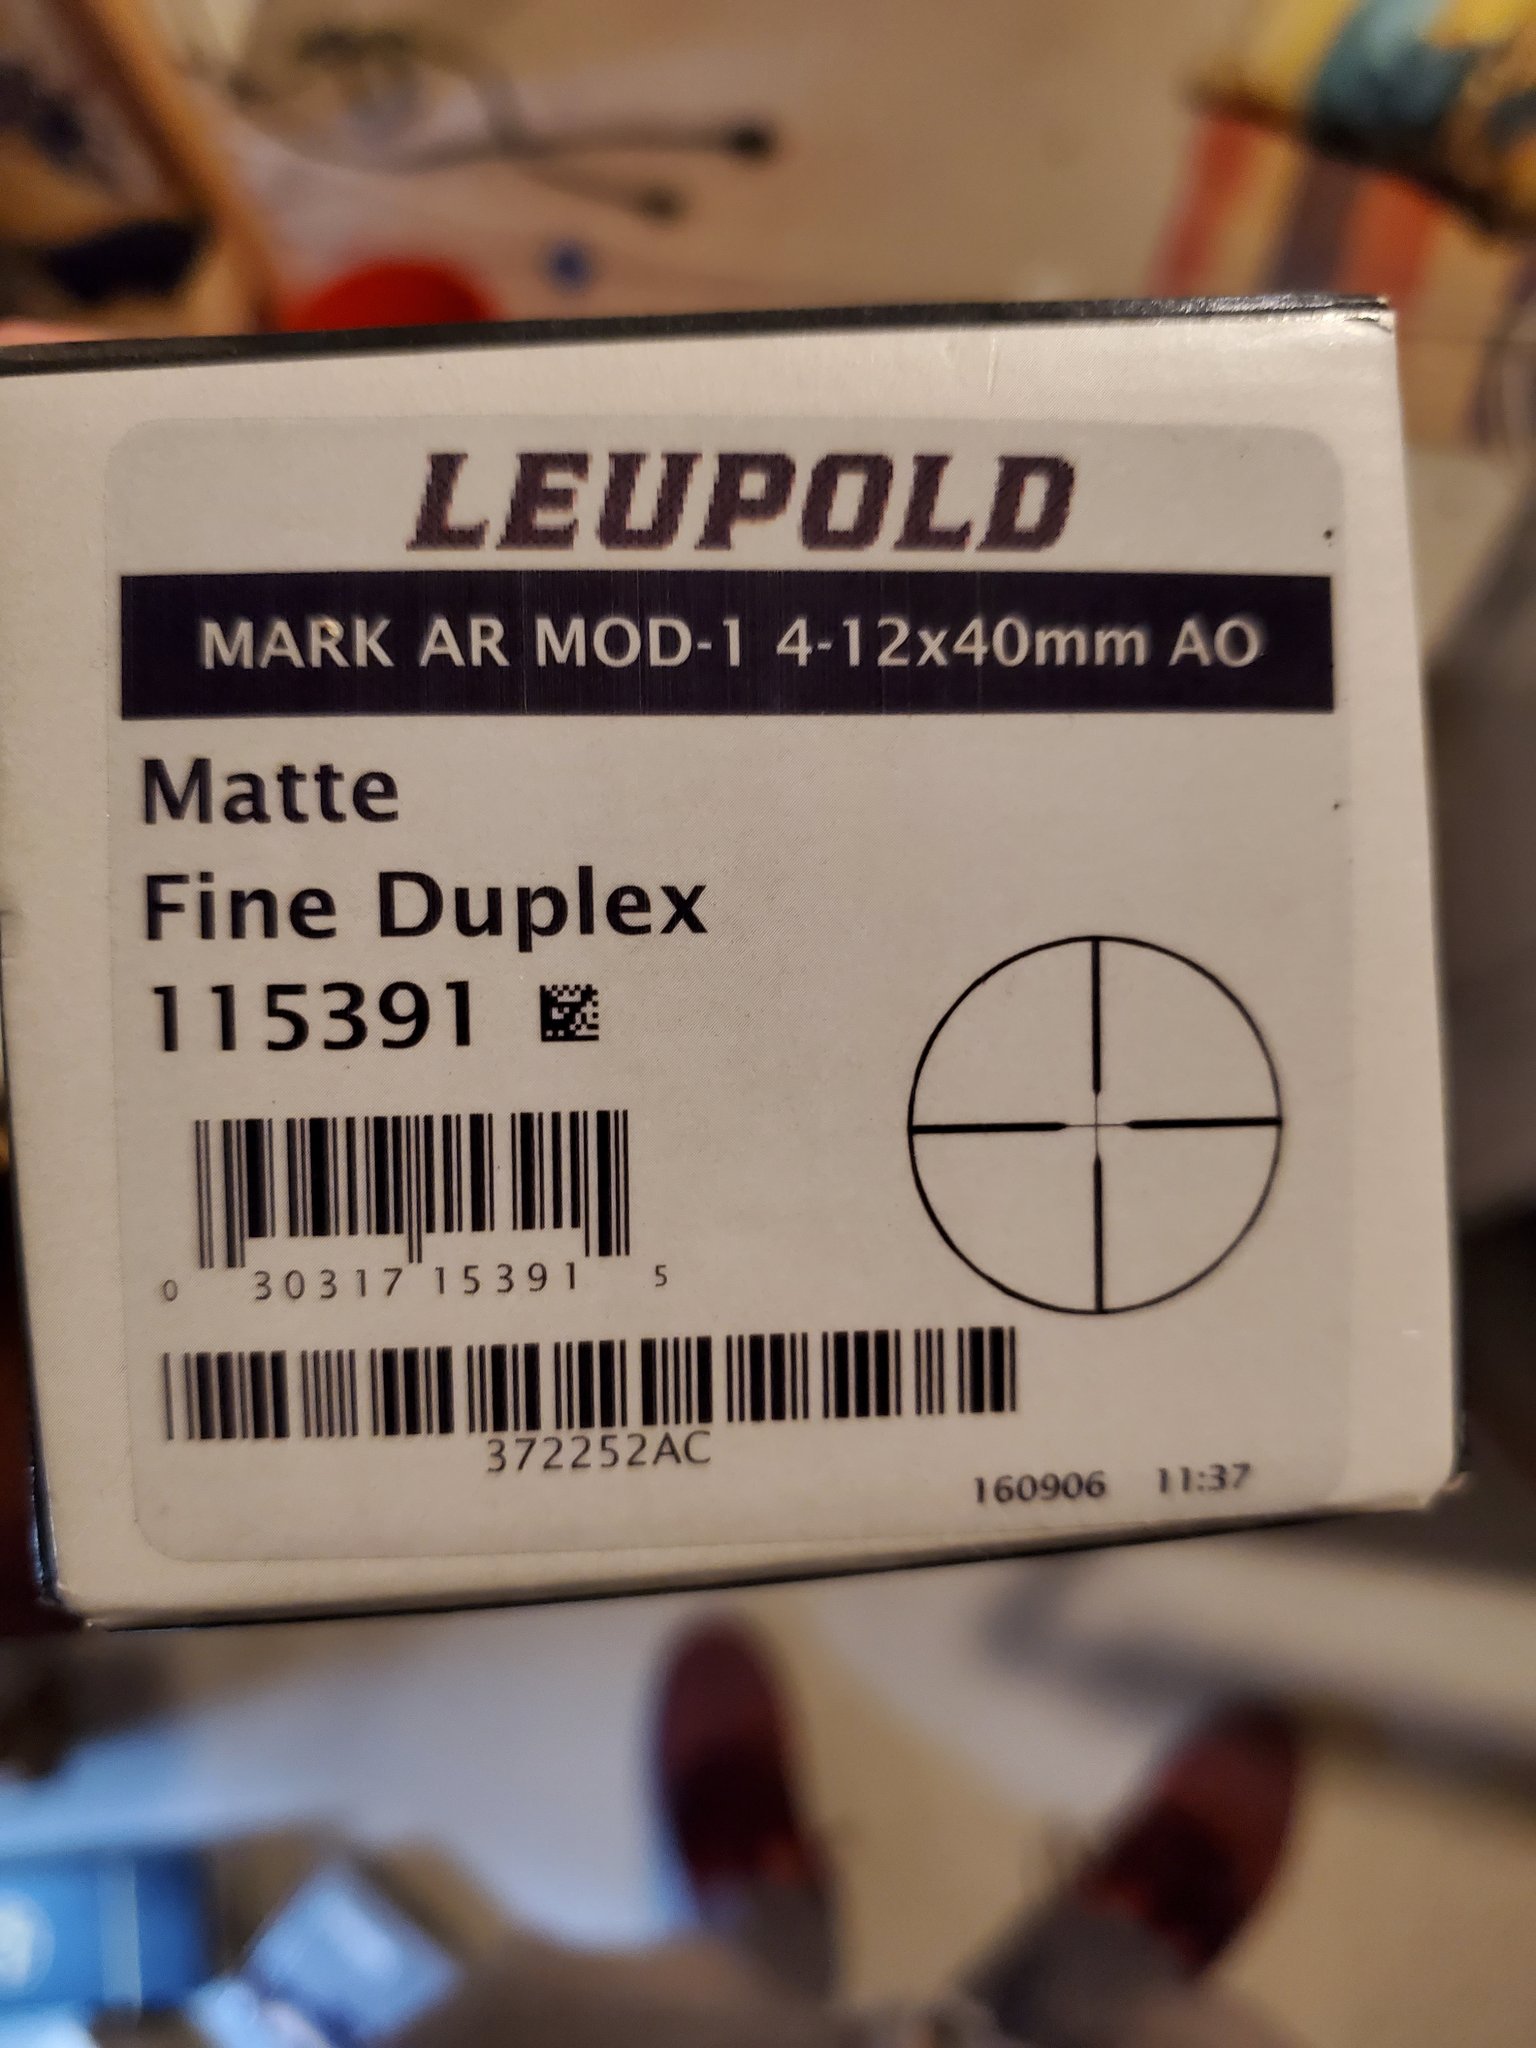 LEUPOLD
MARK AR MOD-1 4-12x40mm AO
Matte
Fine Duplex
115391
0 30317 15391 5
372252AC
160906 11:37